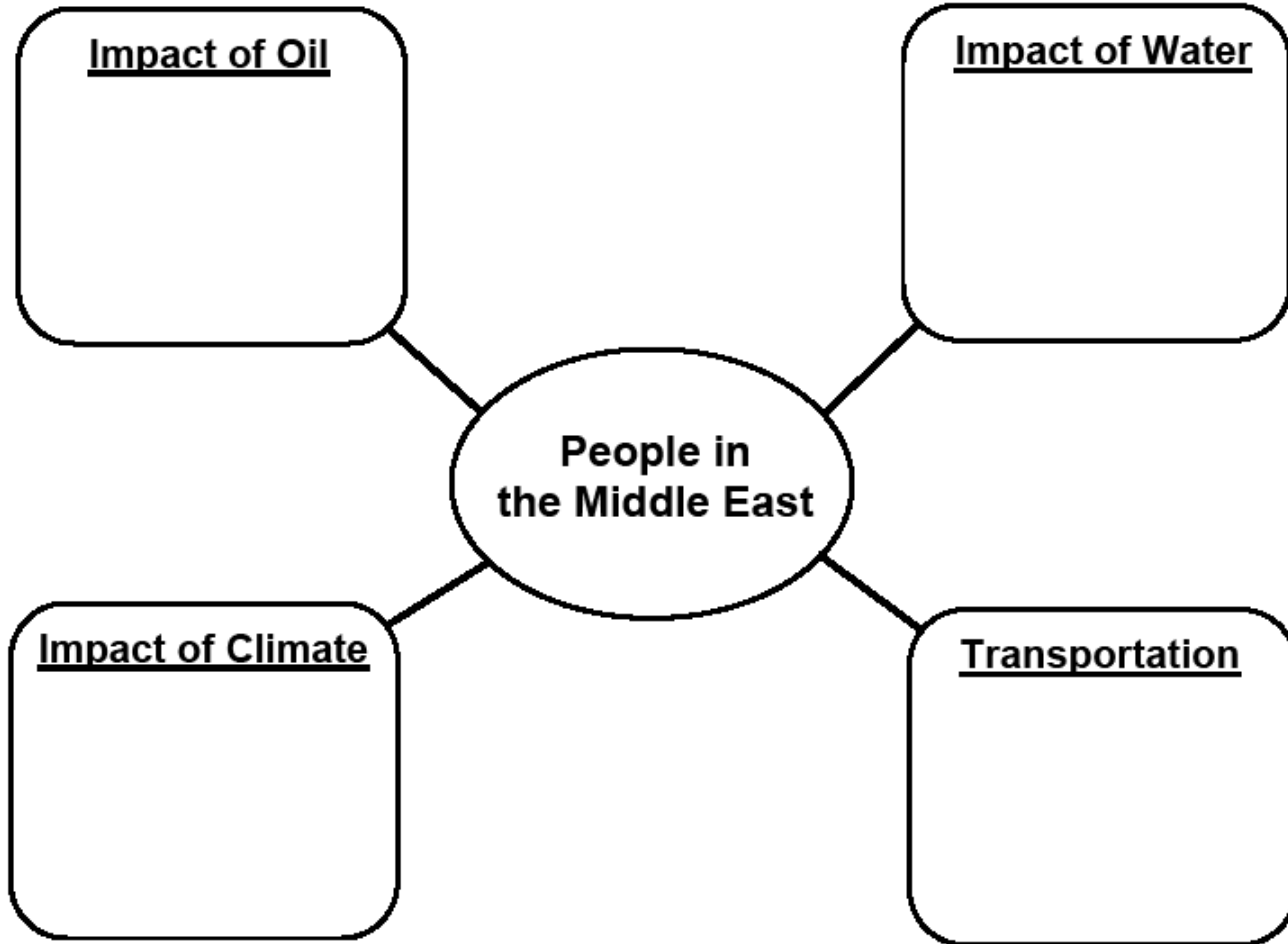 Impact of Oil
Impact of Water
People in
the Middle East
Impact of Climate
Transportation